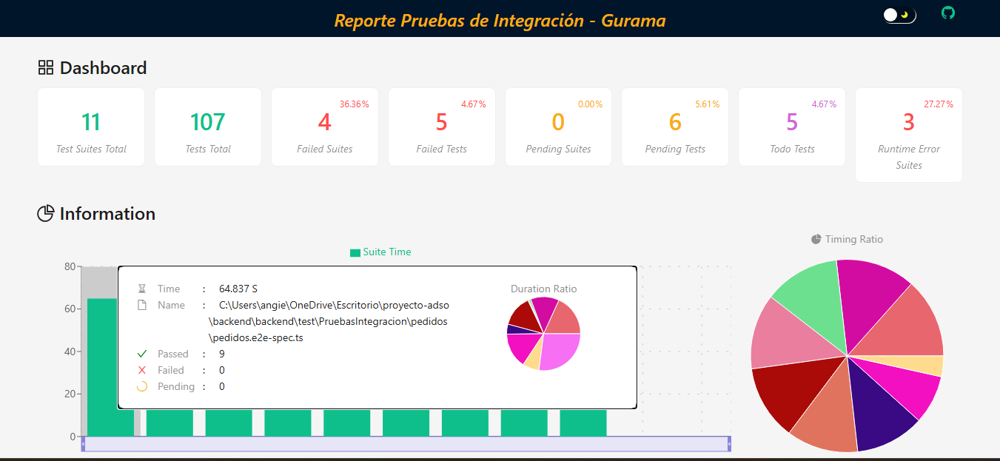 Reporte Pruebas de Integración - Gurama
Dashboard
11
Test Suites Total
107
Tests Total
36.36%
4
Failed Suites
4.67%
5
Failed Tests
0.00%
0
Pending Suites
5.61%
6
Pending Tests
4.67%
5
Todo Tests
27.27%
3
Runtime Error
Suites
Information
Suite Time
80
60
40
20
0
Time : 64.837 S
Name : C:\Users\angie\OneDrive\Escritorio\proyecto-adso
\backend\backend\test\PruebasIntegracion\pedidos
\pedidos.e2e-spec.ts
Passed : 9
Failed : 0
Pending : 0
Duration Ratio
Timing Ratio